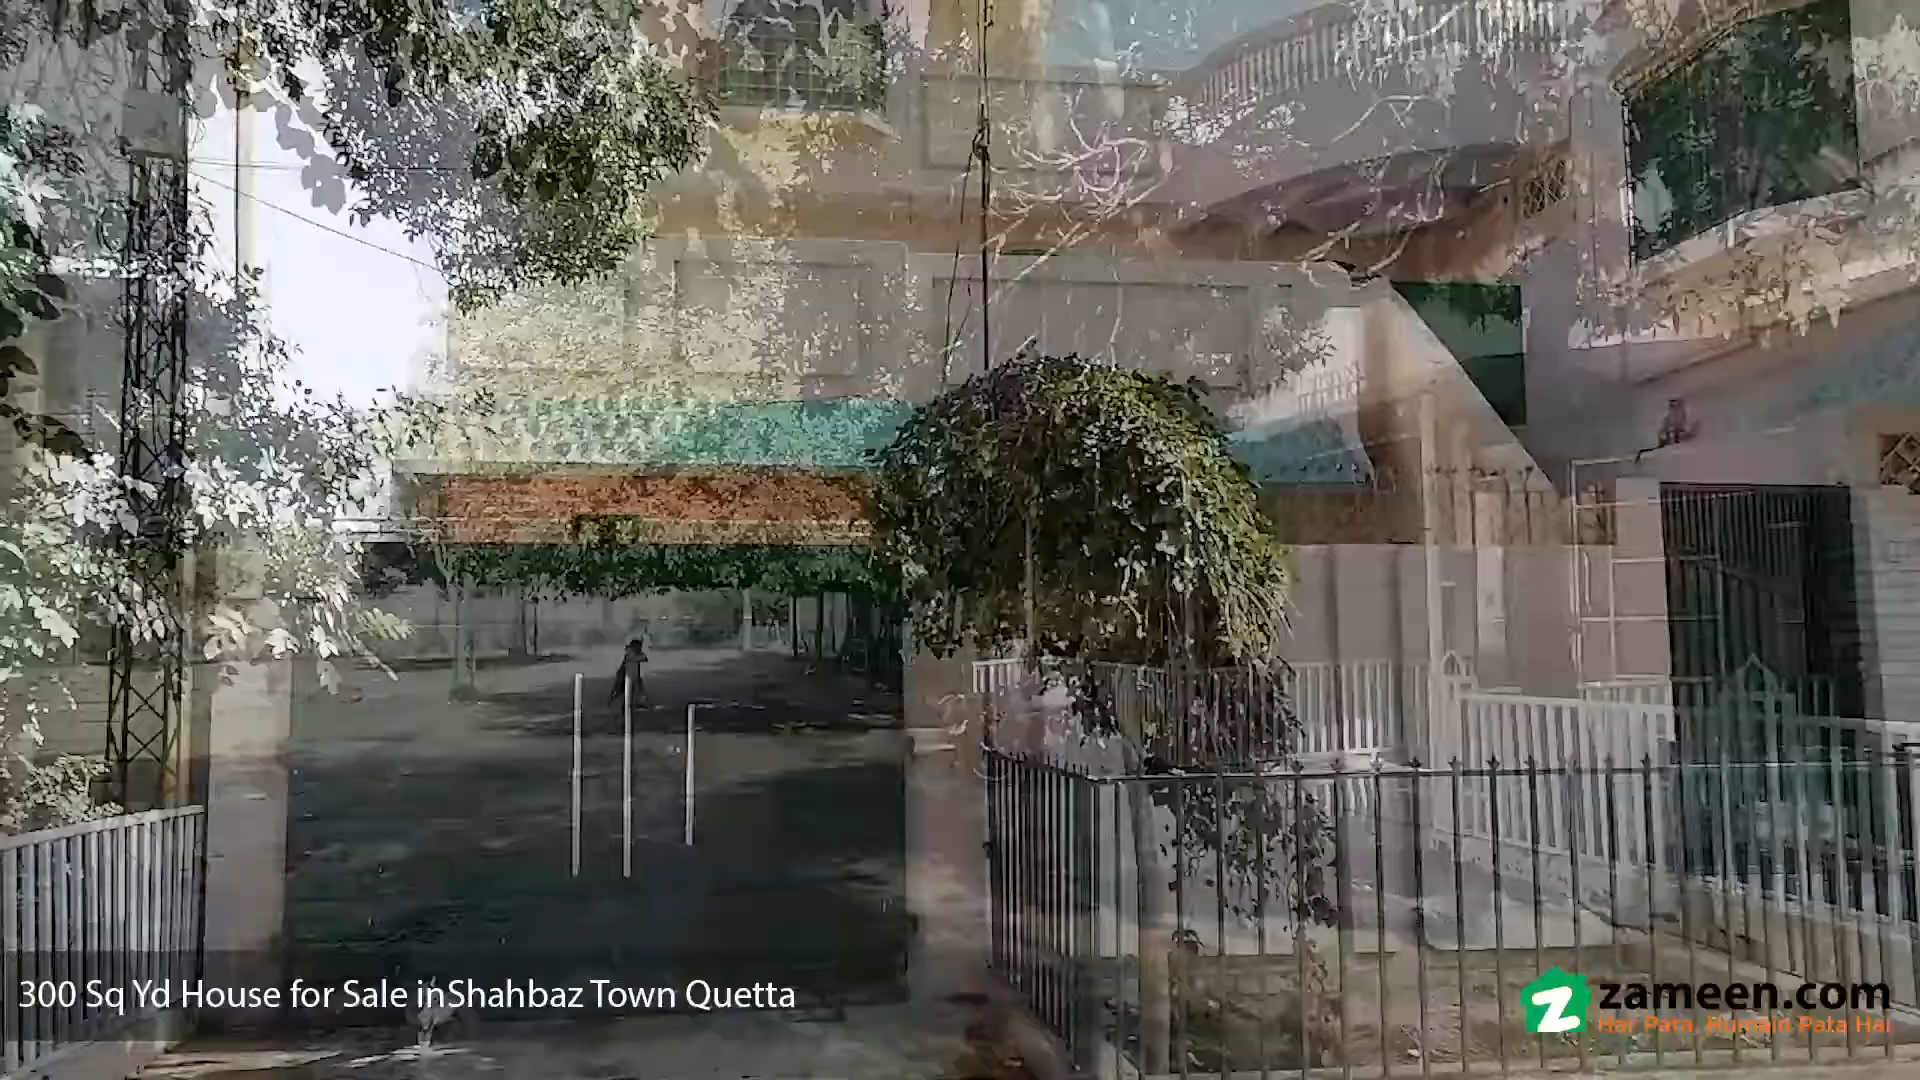 300 Sq Yd House for Sale inShahbaz Town Quetta
zameen.com
Har Pata, Humain Pata Hai